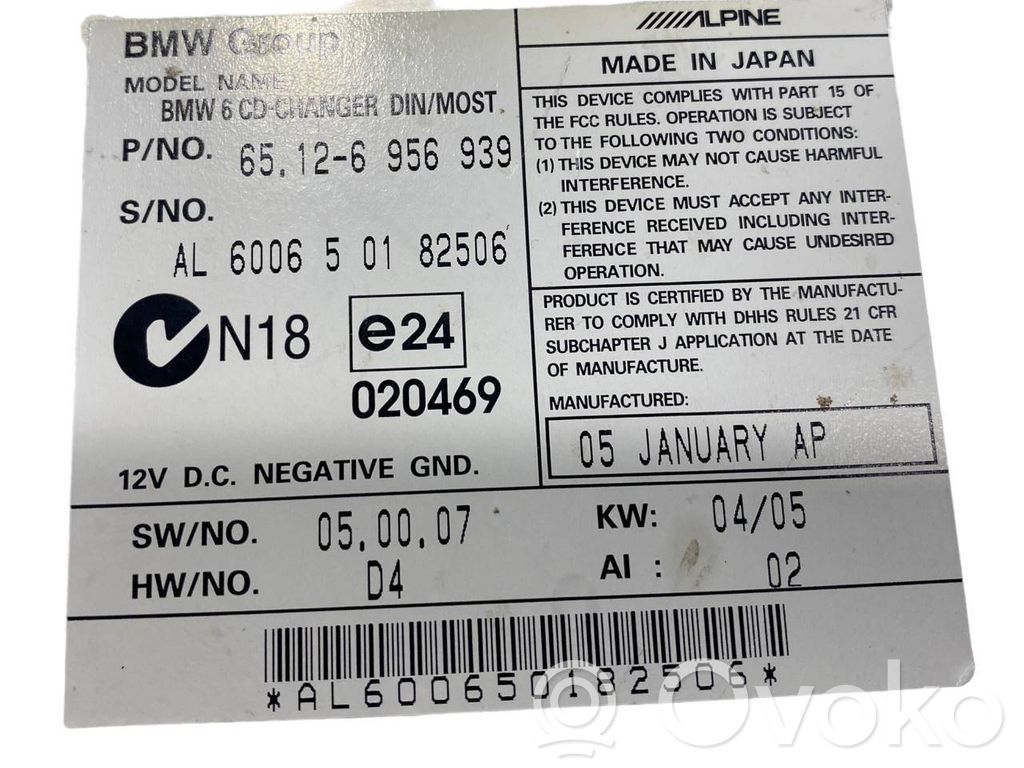 BMW Group
MODEL NAME
BMW 6 CD-CHANGER DIN/MOST
P/NO. 65.12-6 956 939
S/NO.
AL 6006 5 01 82506
N18 e24
020469
12V D.C. NEGATIVE GND.
ALPINE
MADE IN JAPAN
THIS DEVICE COMPLIES WITH PART 15 OF
THE FCC RULES. OPERATION IS SUBJECT
TO THE FOLLOWING TWO CONDITIONS:
(1) THIS DEVICE MAY NOT CAUSE HARMFUL
INTERFERENCE.
(2) THIS DEVICE MUST ACCEPT ANY INTER-
FERENCE RECEIVED INCLUDING INTER-
FERENCE THAT MAY CAUSE UNDESIRED
OPERATION.
PRODUCT IS CERTIFIED BY THE MANUFACTU-
RER TO COMPLY WITH DHHS RULES 21 CFR
SUBCHAPTER J APPLICATION AT THE DATE
OF MANUFACTURE.
MANUFACTURED:
05 JANUARY AP
SW/NO. 05.00.07 KW: 04/05
HW/NO. D4 AI : 02
*AL600650182506*
Ovoko